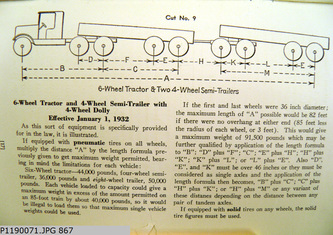 Cut No. 9
D
E
F
H
K
L
B
C
G
M
A
6-Wheel Tractor & Two 4-Wheel Semi-Trailers
6-Wheel Tractor and 4-Wheel Semi-Trailer with
4-Wheel Dolly
Effective January 1, 1932
As this sort of equipment is specifically provided
for in the law, it is illustrated.
If equipped with pneumatic tires on all wheels,
multiply the distance "A" by the length formula pre-
viously given to get maximum weight permitted, bear-
ing in mind the limitations for each vehicle:
Six-Wheel tractor—44,000 pounds, four-wheel semi-
trailer, 35,000 pounds and eight-wheel trailer, 50,000
pounds. Each vehicle loaded to capacity could give a
maximum weight in excess of the amount permitted on
an 85-foot train by about 40,000 pounds, so it would
be illegal to load them so that maximum single vehicle
weights could be used.
If the first and last wheels were 36 inch diameter;
the maximum length of "A" possible would be 82 feet
if there were no overhang at either end (85 feet less
the radius of each wheel, or 3 feet). This would give
a maximum weight of 91,500 pounds which may be
further qualified by application of the length formula
to "B"; "D" plus "F"; "C"; "E" plus "H"; "H" plus
"K"; "K" plus "L"; or "L" plus "I". Also "D";
"E" and "K" must be over 46 inches or they must be
considered as single axles and the application of the
length formula then becomes, "B" plus "C"; "C" plus
"H" plus "K"; or "H" plus "M" or any variant of
these distances depending on the distance between any
pair of tandem axles.
If equipped with solid tires on any wheels, the solid
tire figures must be used.
P1190071.JPG 867